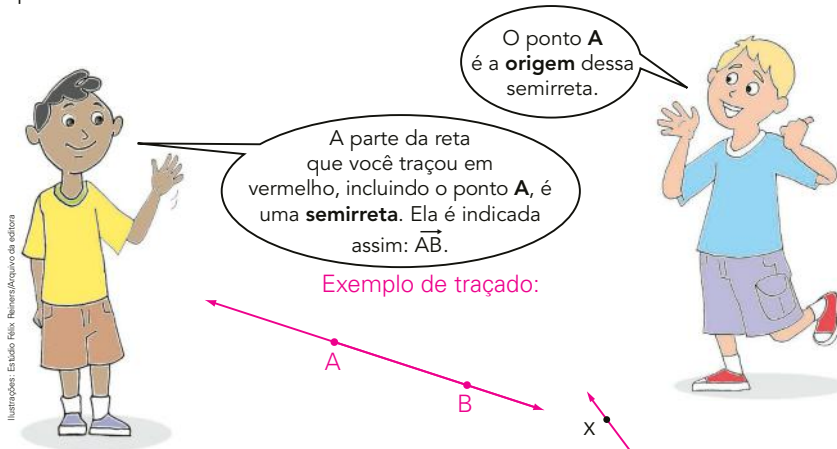 O ponto A
é a origem dessa
semirreta.
A parte da reta
que você traçou em
vermelho, incluindo o ponto A, é
uma semirreta. Ela é indicada
assim: AB.
Exemplo de traçado:
A
B
x
Ilustrações: Estúdio Félix Reiners/Arquivo da editora